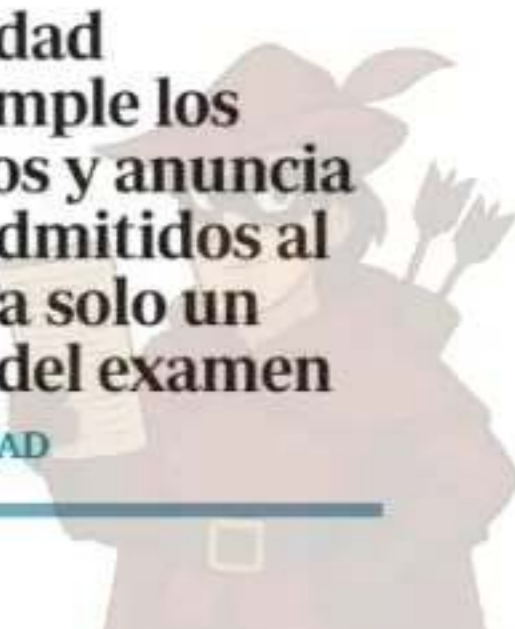 dad
mple los
os y anuncia
dmitidos al
a solo un
del examen
AD